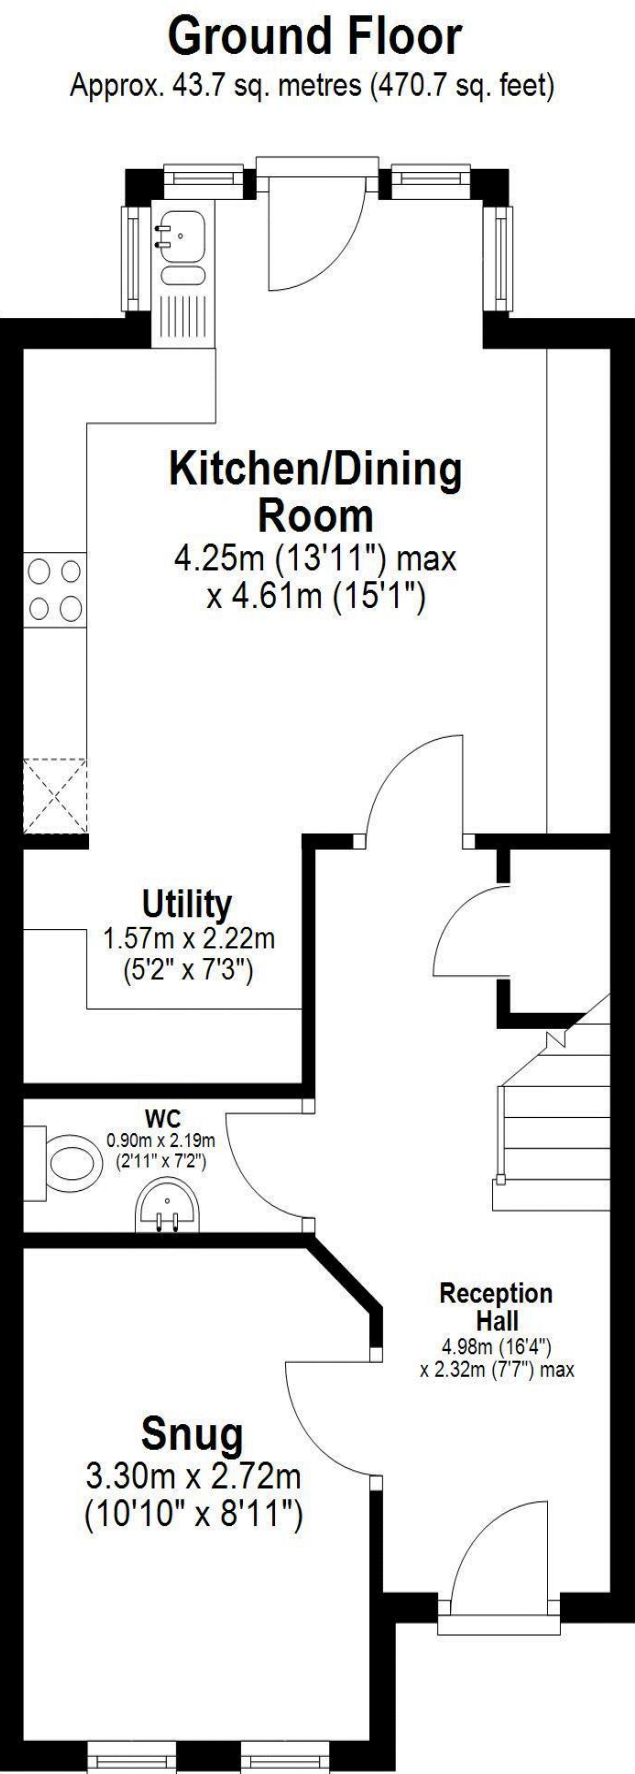 Ground Floor
Approx. 43.7 sq. metres (470.7 sq. feet)
Kitchen/Dining
Room
4.25m (13'11") max
x 4.61m (15'1")
Utility
1.57m x 2.22m
(5'2" x 7'3")
WC
0.90m x 2.19m
(2'11" x 7'2")
Reception
Hall
4.98m (16'4")
x 2.32m (7'7") max
Snug
3.30m x 2.72m
(10'10" x 8'11")